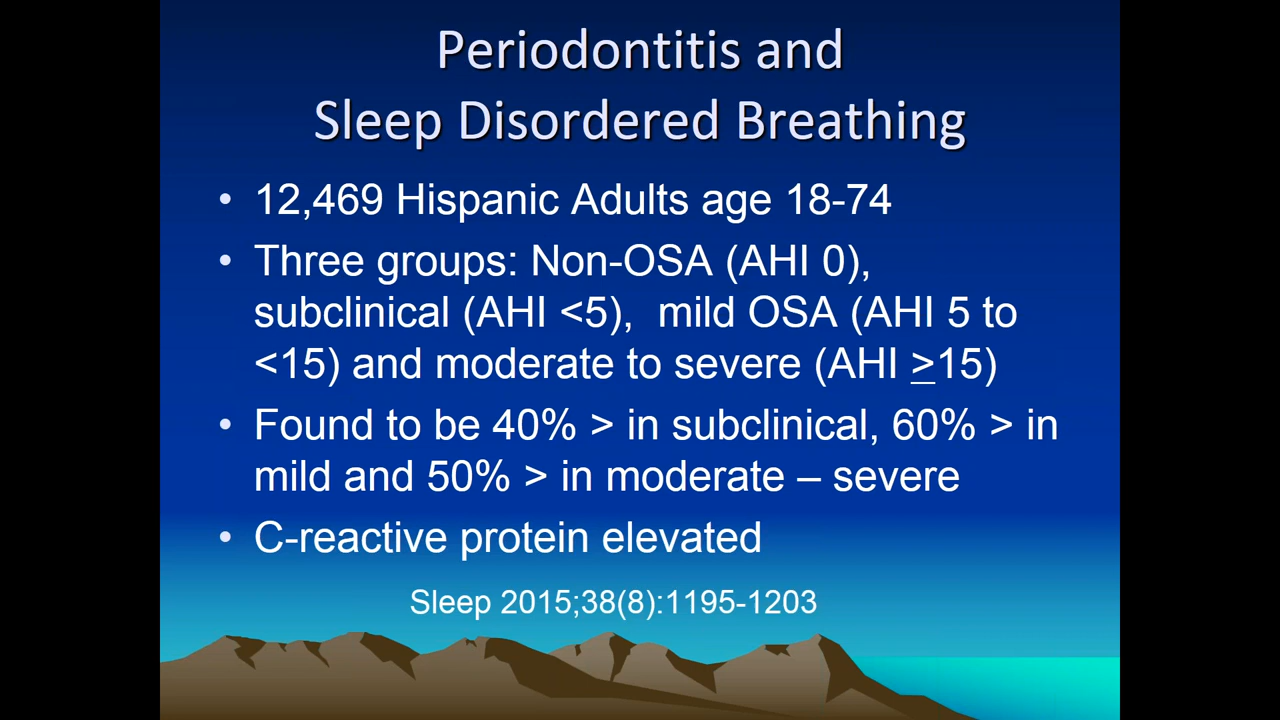 Periodontitis and
Sleep Disordered Breathing
• 12,469 Hispanic Adults age 18-74
• Three groups: Non-OSA (AHI 0),
subclinical (AHI <5),  mild OSA (AHI 5 to
<15) and moderate to severe (AHI ≥15)
• Found to be 40% > in subclinical, 60% > in
mild and 50% > in moderate – severe
• C-reactive protein elevated
Sleep 2015;38(8):1195-1203